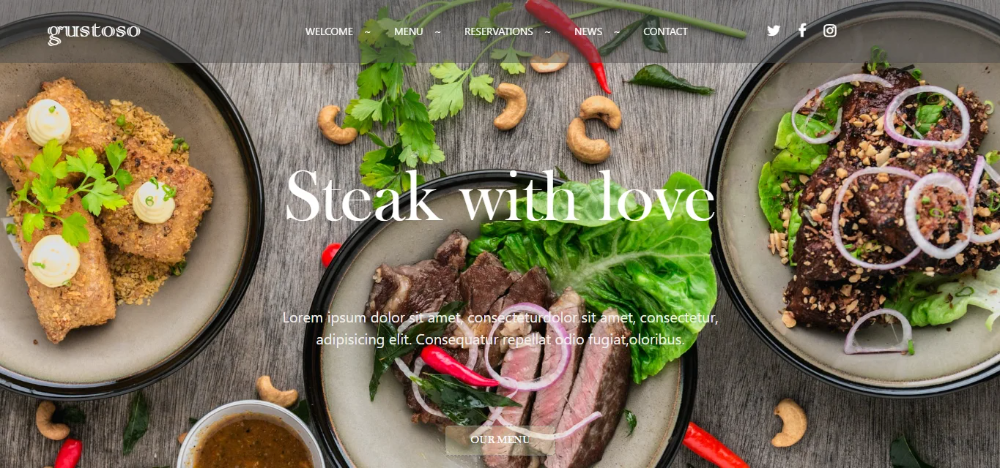 gustoso
WELCOME ~ MENU ~ RESERVATIONS ~ NEWS ~ CONTACT
Steak with love
Lorem ipsum dolor sit amet, consecteturdolor sit amet, consectetur,
adipisicing elit. Consequatur repellat odio fugiat,oloribus.
OUR MENU